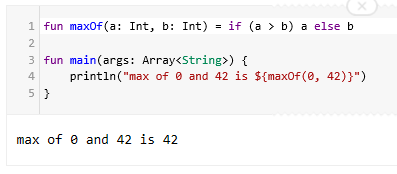 1 fun maxOf(a: Int, b: Int) = if (a > b) a else b
2
3 fun main(args: Array<String>) {
4     println("max of 0 and 42 is ${maxOf(0, 42)}")
5 }
max of 0 and 42 is 42